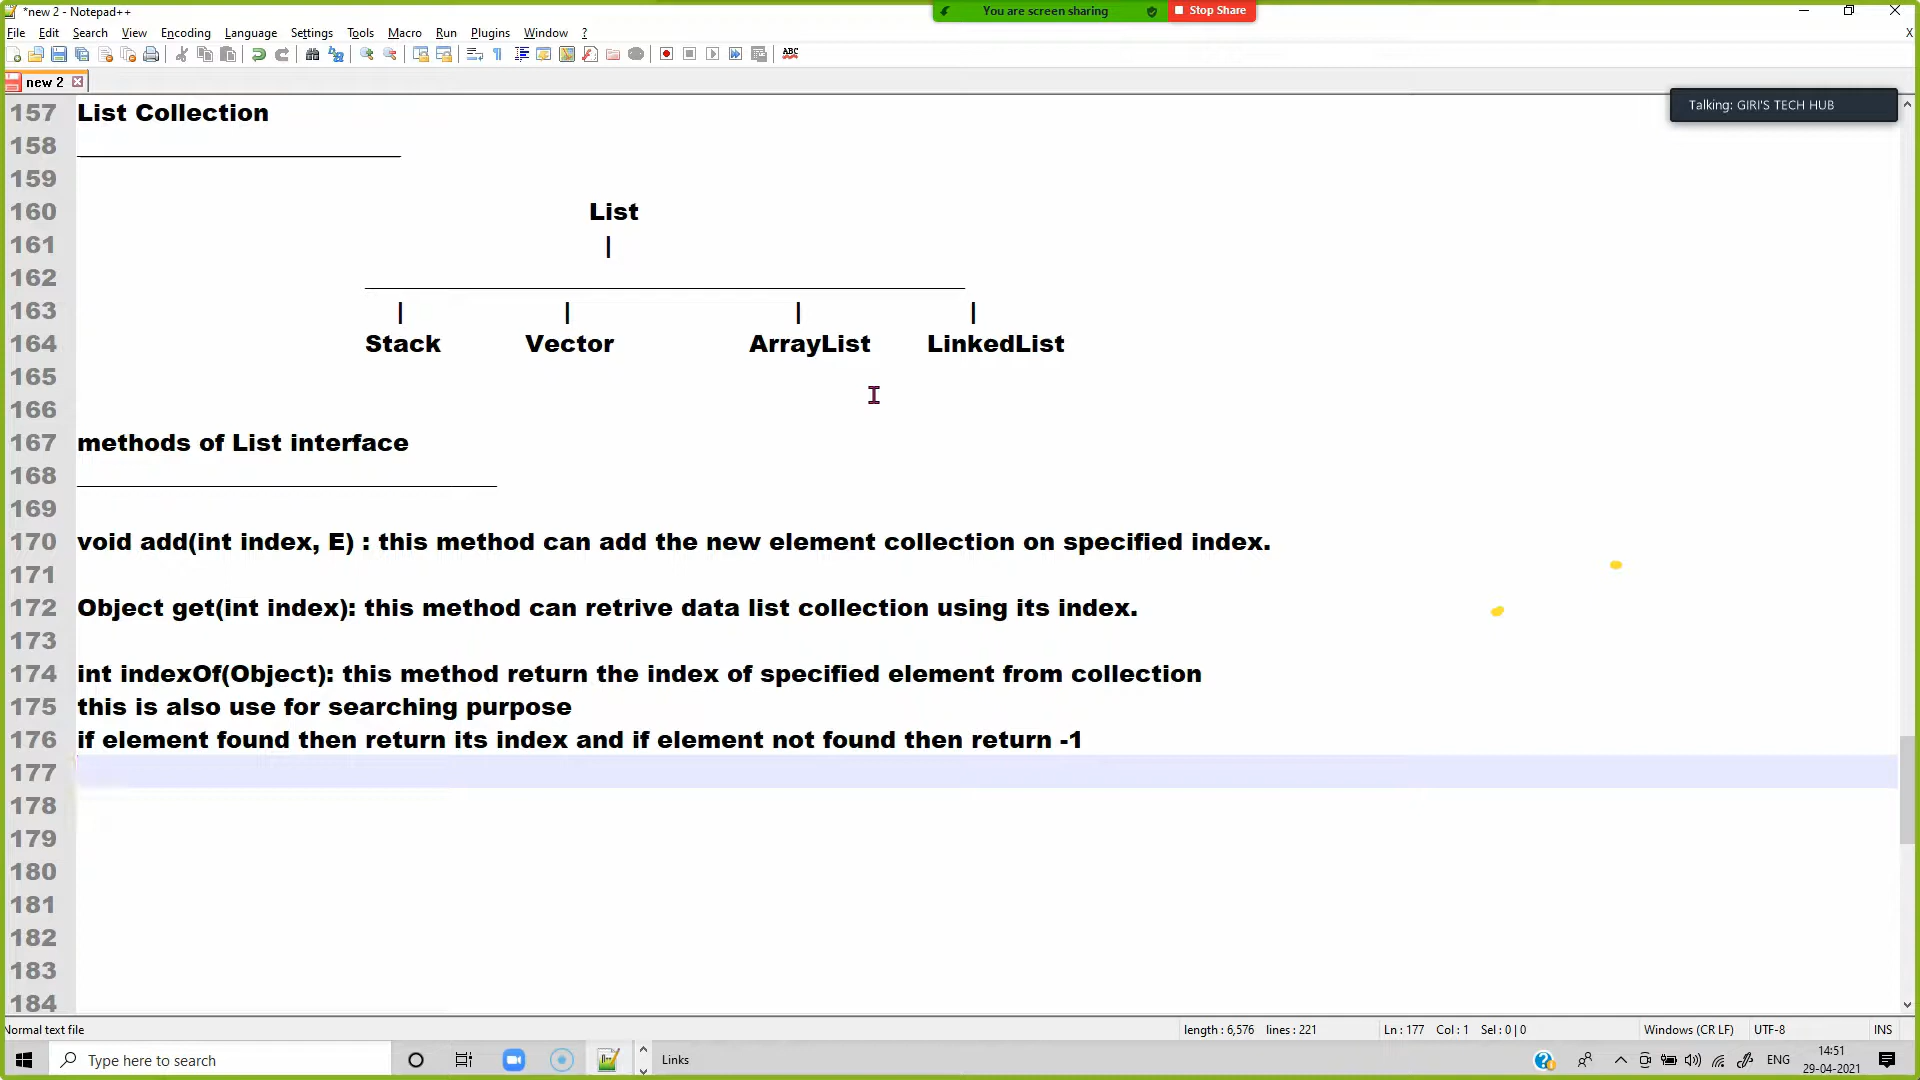 *new 2 - Notepad++
You are screen sharing
Stop Share
File Edit Search View Encoding Language Settings Tools Macro Run Plugins Window ?
X
ABC
new 2
Talking: GIRI'S TECH HUB
157 List Collection
158 _______________________
159
160 List
161 |
162 ___________________________________________
163 | | | |
164 Stack Vector ArrayList LinkedList
165
166
167 methods of List interface
168 ______________________________
169
170 void add(int index, E) : this method can add the new element collection on specified index.
171
172 Object get(int index): this method can retrive data list collection using its index.
173
174 int indexOf(Object): this method return the index of specified element from collection
175 this is also use for searching purpose
176 if element found then return its index and if element not found then return -1
177
178
179
180
181
182
183
184
Normal text file length : 6,576 lines : 221 Ln : 177 Col : 1 Sel : 0 | 0 Windows (CR LF) UTF-8 INS
Type here to search
Links
ENG
14:51
29-04-2021